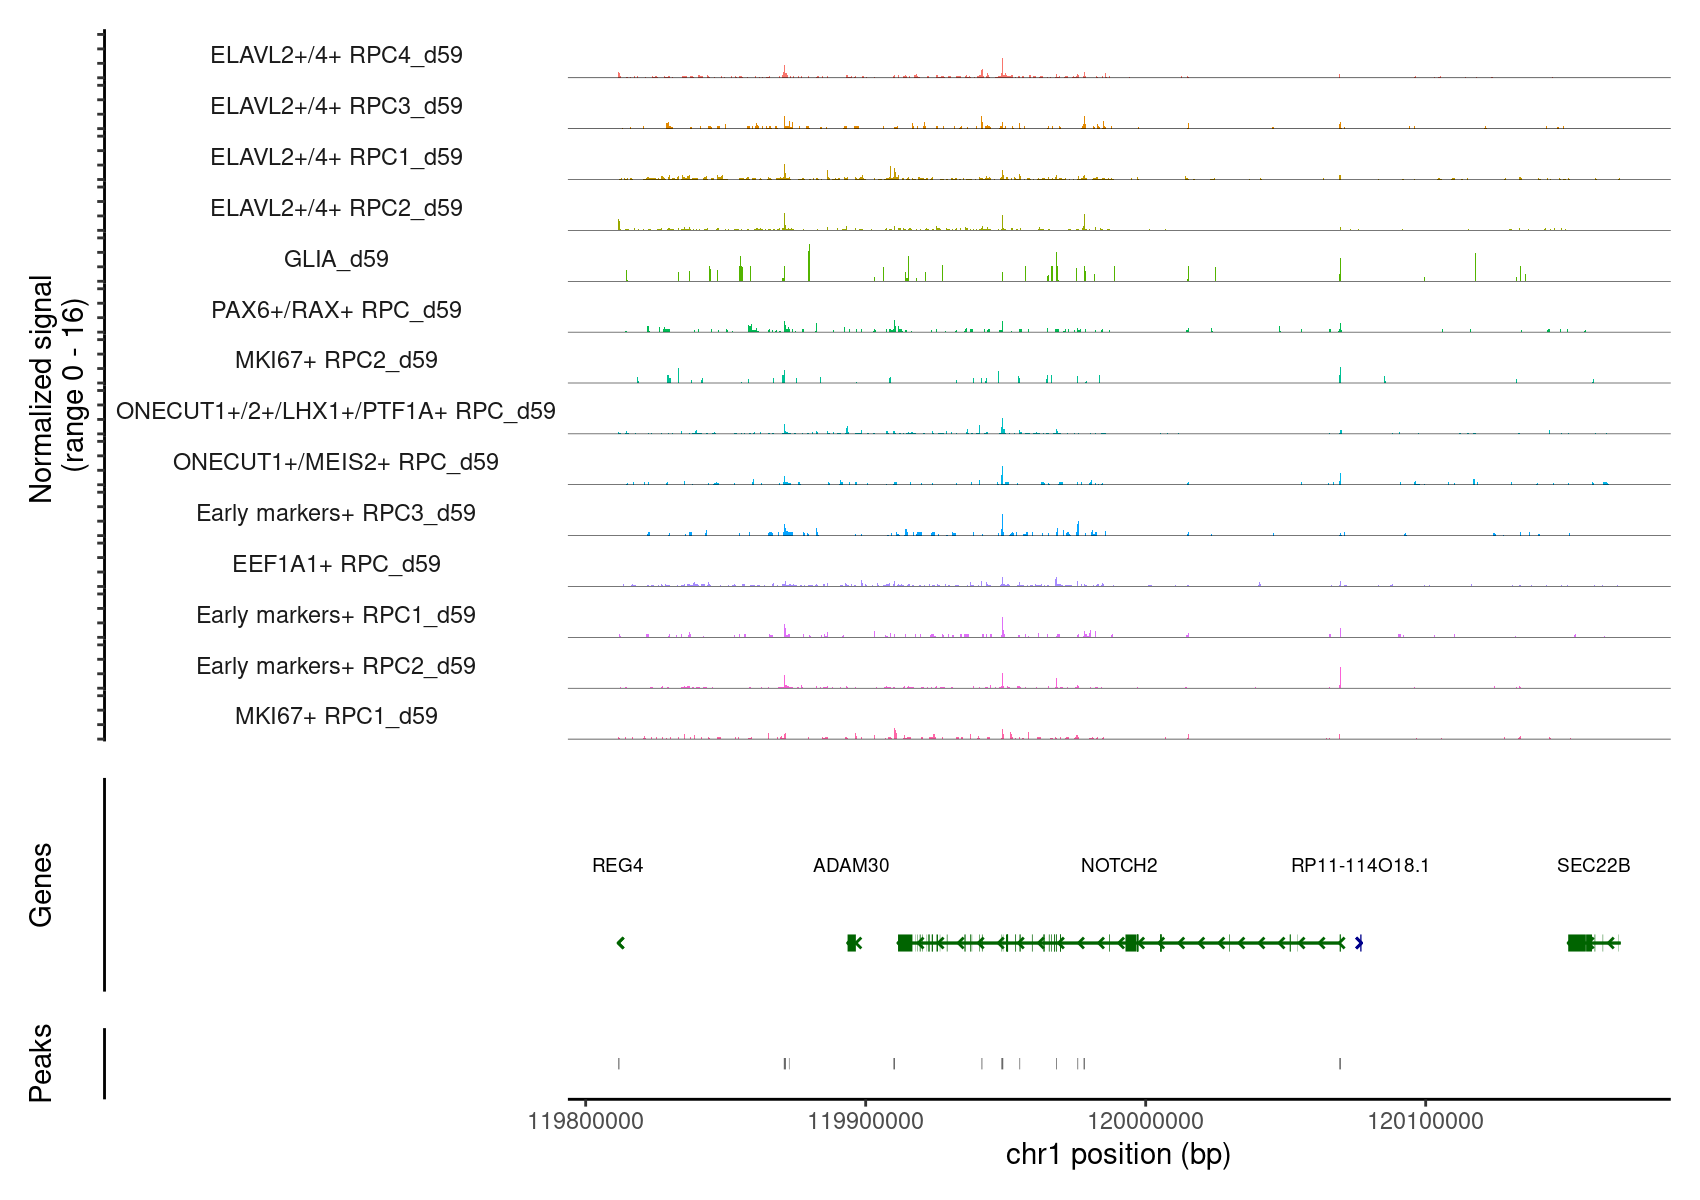 ELAVL2+/4+ RPC4_d59
ELAVL2+/4+ RPC3_d59
ELAVL2+/4+ RPC1_d59
ELAVL2+/4+ RPC2_d59
GLIA_d59
PAX6+/RAX+ RPC_d59
MKI67+ RPC2_d59
ONECUT1+/2+/LHX1+/PTF1A+ RPC_d59
ONECUT1+/MEIS2+ RPC_d59
Early markers+ RPC3_d59
EEF1A1+ RPC_d59
Early markers+ RPC1_d59
Early markers+ RPC2_d59
MKI67+ RPC1_d59
Normalized signal
(range 0 - 16)
Genes
REG4 ADAM30 NOTCH2 RP11-114O18.1 SEC22B
Peaks
119800000 119900000 120000000 120100000
chr1 position (bp)